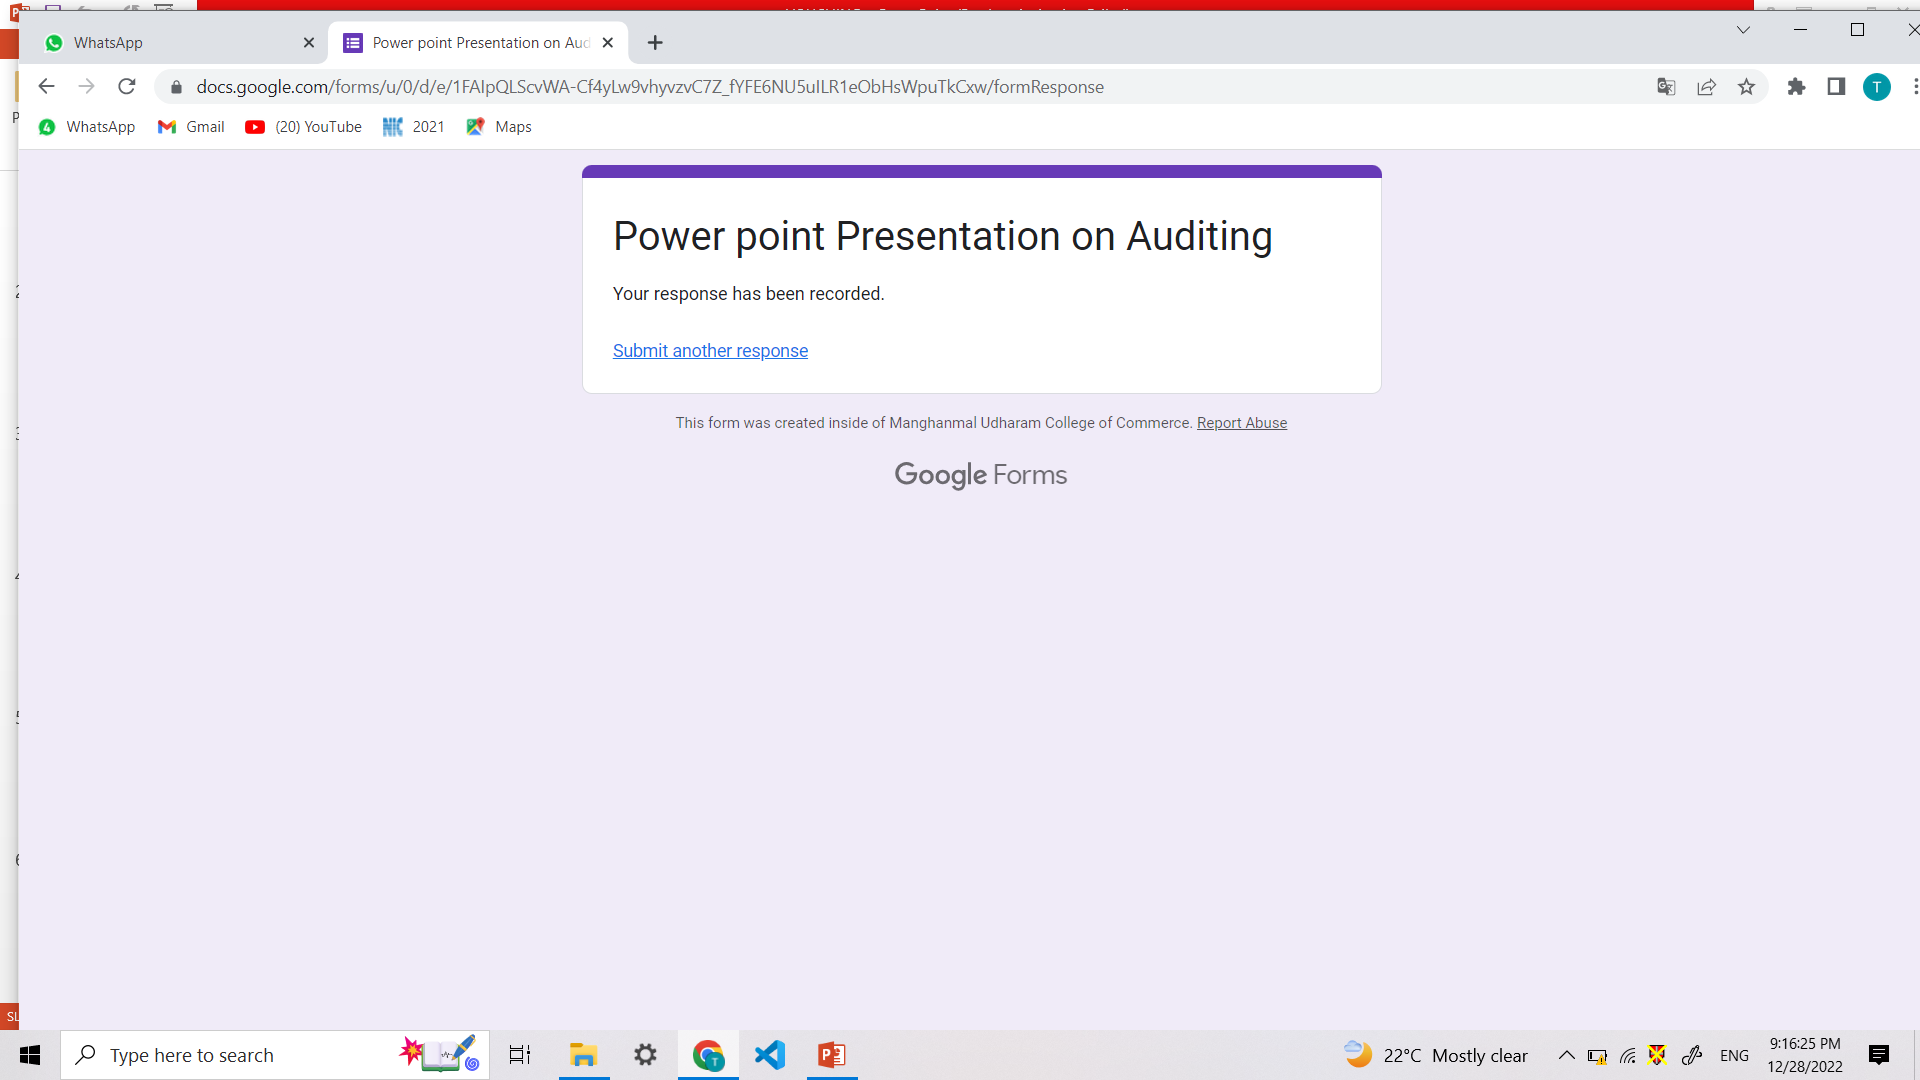 WhatsApp
Power point Presentation on Aud
docs.google.com/forms/u/0/d/e/1FAIpQLScvWA-Cf4yLw9vhyvzvC7Z_fYFE6NU5uILR1eObHsWpuTkCxw/formResponse
T
WhatsApp
Gmail
(20) YouTube
2021
Maps
Power point Presentation on Auditing
Your response has been recorded.
Submit another response
This form was created inside of Manghanmal Udharam College of Commerce. Report Abuse
Google Forms
SL
Type here to search
22°C Mostly clear
ENG
9:16:25 PM
12/28/2022